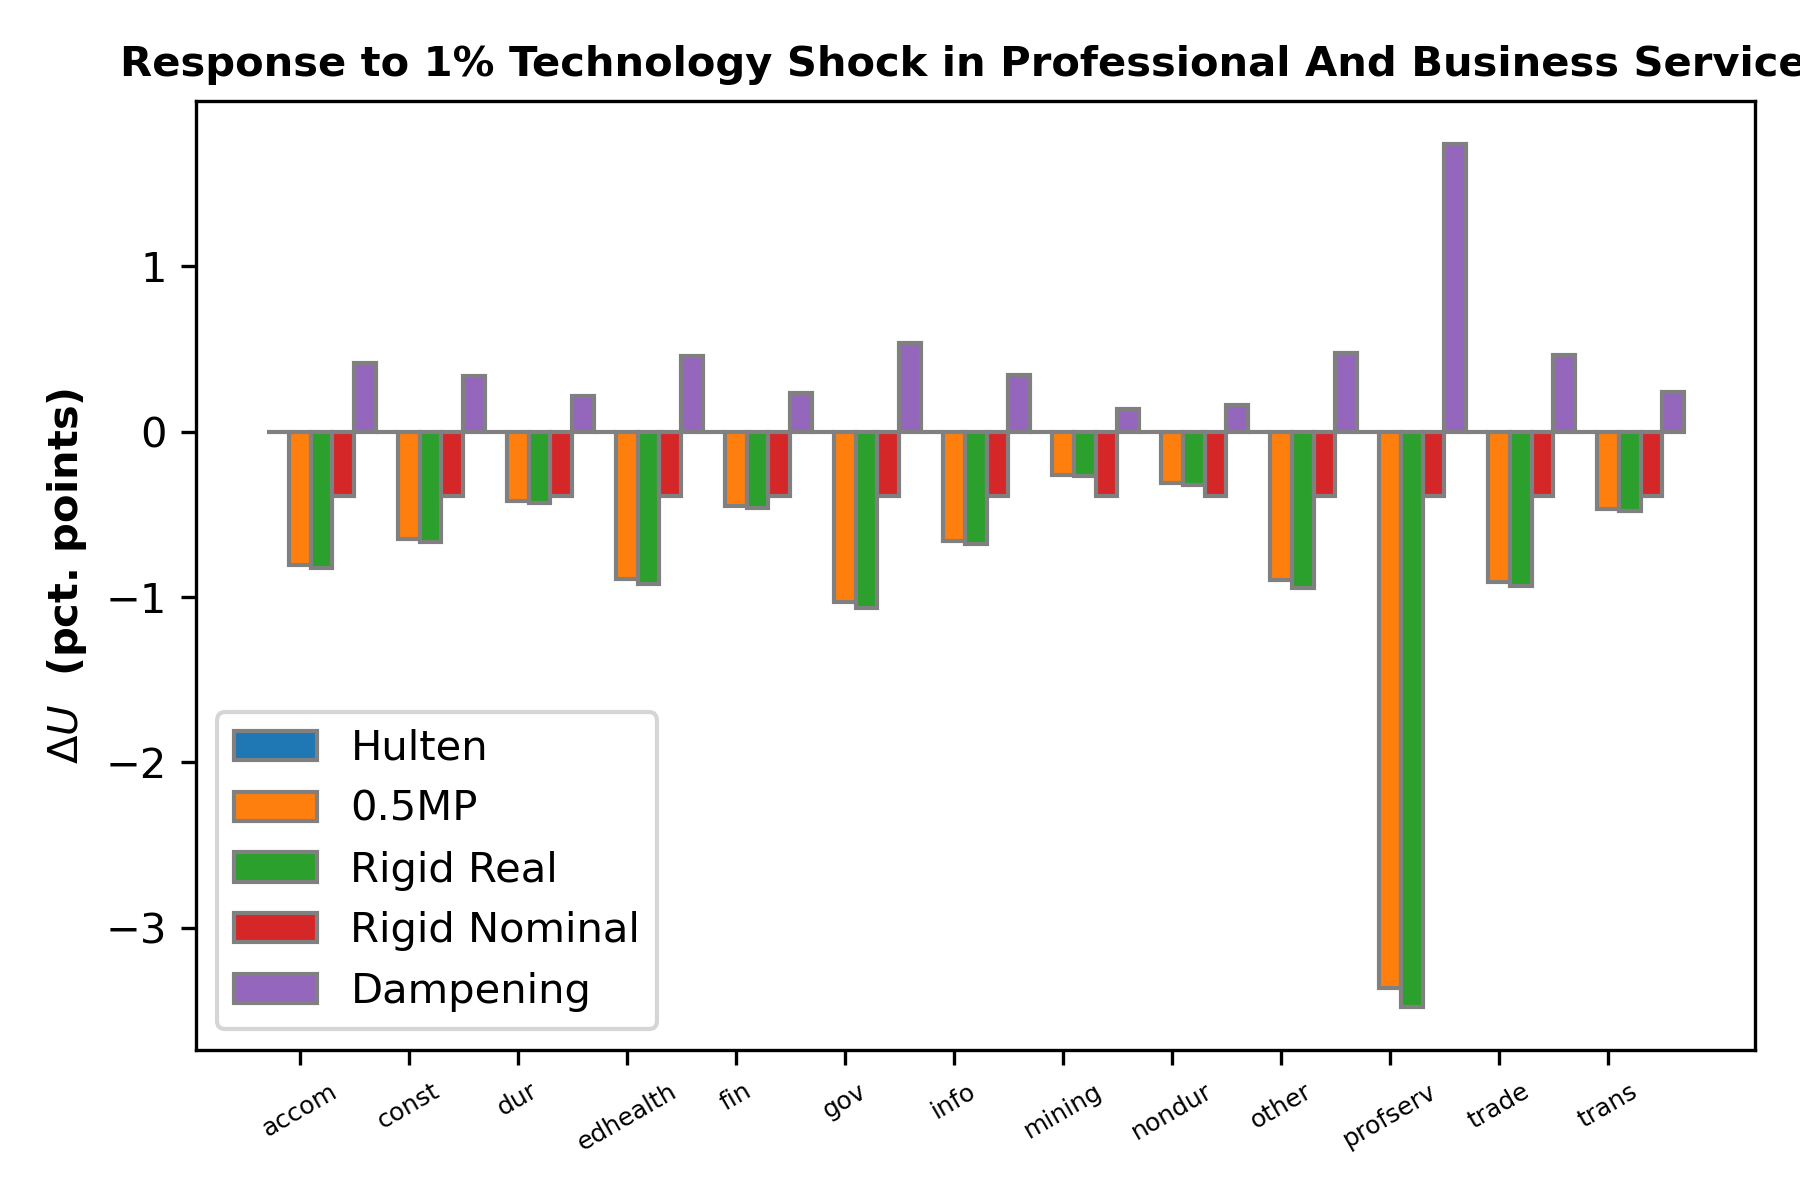 Response to 1% Technology Shock in Professional And Business Service
ΔU (pct. points)
1
0
−1
−2
−3
Hulten
0.5MP
Rigid Real
Rigid Nominal
Dampening
accom
const
dur
edhealth
fin
gov
info
mining
nondur
other
profserv
trade
trans